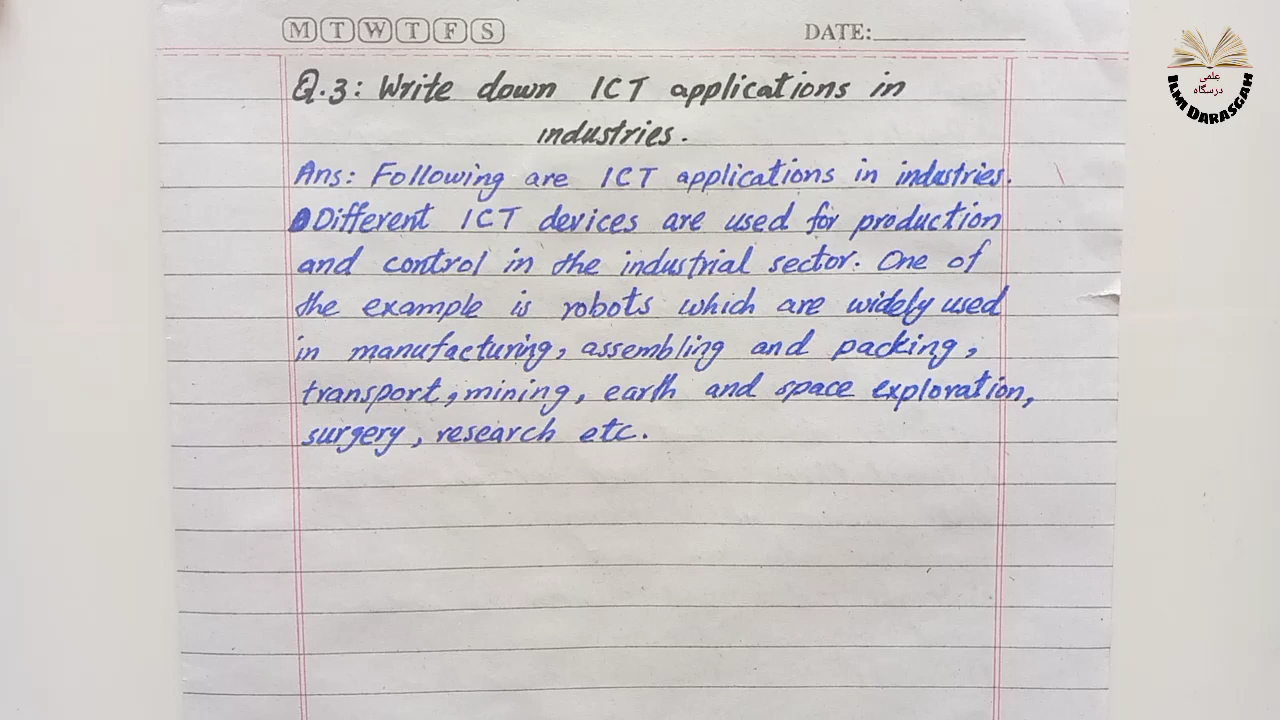 M T W T F S DATE:
علمی
درسگاہ
ILMI DARASGAH
Q.3: Write down ICT applications in
industries.
Ans: Following are ICT applications in industries.
Different ICT devices are used for production
and control in the industrial sector. One of
the example is robots which are widely used
in manufacturing, assembling and packing,
transport, mining, earth and space exploration,
surgery, research etc.